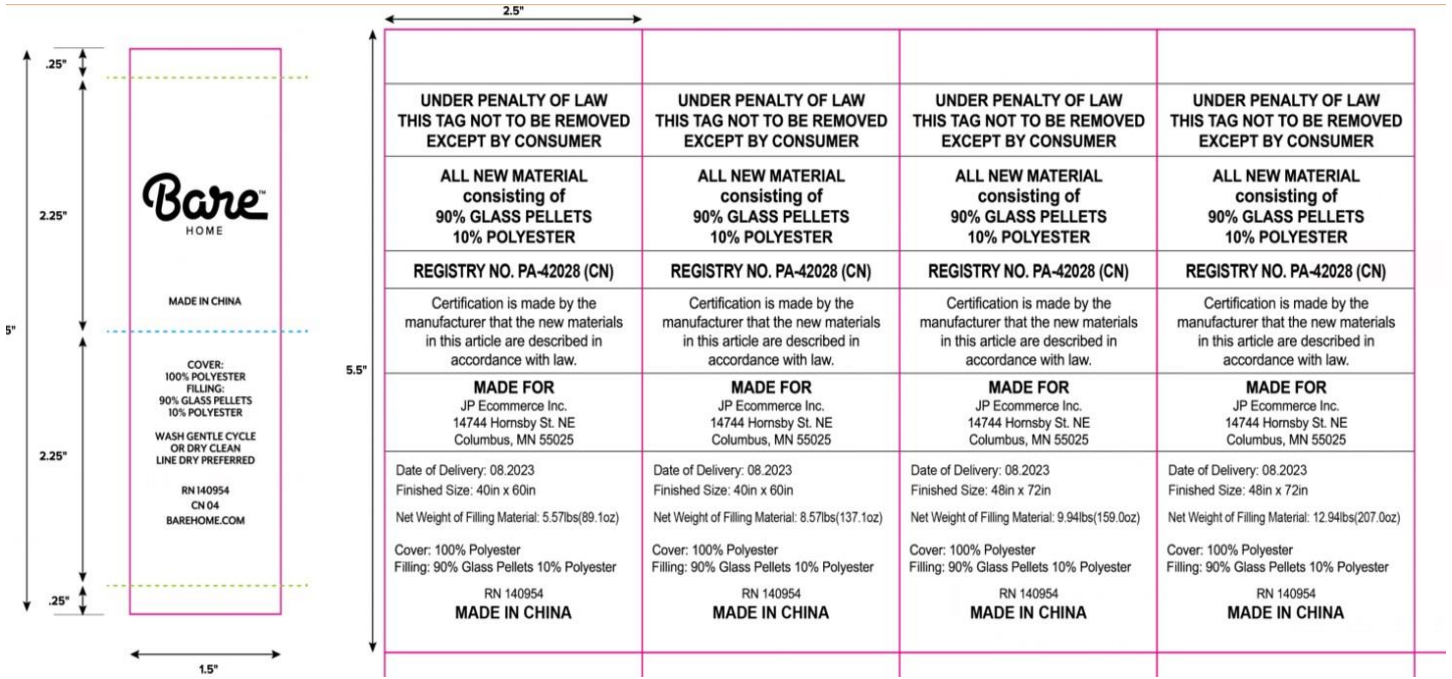 .25"
2.25"
5"
2.25"
.25"
1.5"
Bare™
HOME
MADE IN CHINA
COVER:
100% POLYESTER
FILLING:
90% GLASS PELLETS
10% POLYESTER
WASH GENTLE CYCLE
OR DRY CLEAN
LINE DRY PREFERRED
RN 140954
CN 04
BAREHOME.COM
2.5"
5.5"
UNDER PENALTY OF LAW
THIS TAG NOT TO BE REMOVED
EXCEPT BY CONSUMER
ALL NEW MATERIAL
consisting of
90% GLASS PELLETS
10% POLYESTER
REGISTRY NO. PA-42028 (CN)
Certification is made by the
manufacturer that the new materials
in this article are described in
accordance with law.
MADE FOR
JP Ecommerce Inc.
14744 Hornsby St. NE
Columbus, MN 55025
Date of Delivery: 08.2023
Finished Size: 40in x 60in
Net Weight of Filling Material: 5.57lbs(89.1oz)
Cover: 100% Polyester
Filling: 90% Glass Pellets 10% Polyester
RN 140954
MADE IN CHINA
UNDER PENALTY OF LAW
THIS TAG NOT TO BE REMOVED
EXCEPT BY CONSUMER
ALL NEW MATERIAL
consisting of
90% GLASS PELLETS
10% POLYESTER
REGISTRY NO. PA-42028 (CN)
Certification is made by the
manufacturer that the new materials
in this article are described in
accordance with law.
MADE FOR
JP Ecommerce Inc.
14744 Hornsby St. NE
Columbus, MN 55025
Date of Delivery: 08.2023
Finished Size: 40in x 60in
Net Weight of Filling Material: 8.57lbs(137.1oz)
Cover: 100% Polyester
Filling: 90% Glass Pellets 10% Polyester
RN 140954
MADE IN CHINA
UNDER PENALTY OF LAW
THIS TAG NOT TO BE REMOVED
EXCEPT BY CONSUMER
ALL NEW MATERIAL
consisting of
90% GLASS PELLETS
10% POLYESTER
REGISTRY NO. PA-42028 (CN)
Certification is made by the
manufacturer that the new materials
in this article are described in
accordance with law.
MADE FOR
JP Ecommerce Inc.
14744 Hornsby St. NE
Columbus, MN 55025
Date of Delivery: 08.2023
Finished Size: 48in x 72in
Net Weight of Filling Material: 9.94lbs(159.0oz)
Cover: 100% Polyester
Filling: 90% Glass Pellets 10% Polyester
RN 140954
MADE IN CHINA
UNDER PENALTY OF LAW
THIS TAG NOT TO BE REMOVED
EXCEPT BY CONSUMER
ALL NEW MATERIAL
consisting of
90% GLASS PELLETS
10% POLYESTER
REGISTRY NO. PA-42028 (CN)
Certification is made by the
manufacturer that the new materials
in this article are described in
accordance with law.
MADE FOR
JP Ecommerce Inc.
14744 Hornsby St. NE
Columbus, MN 55025
Date of Delivery: 08.2023
Finished Size: 48in x 72in
Net Weight of Filling Material: 12.94lbs(207.0oz)
Cover: 100% Polyester
Filling: 90% Glass Pellets 10% Polyester
RN 140954
MADE IN CHINA